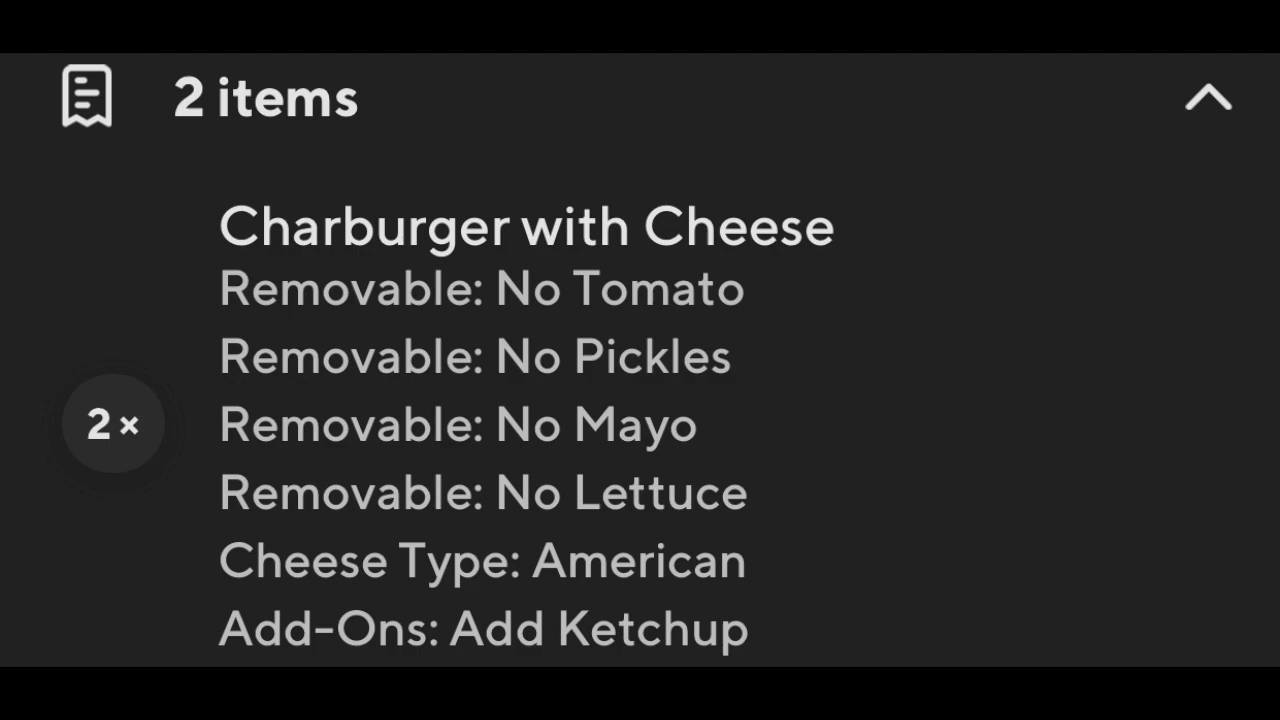 2 items
Charburger with Cheese
Removable: No Tomato
Removable: No Pickles
2 ×
Removable: No Mayo
Removable: No Lettuce
Cheese Type: American
Add-Ons: Add Ketchup